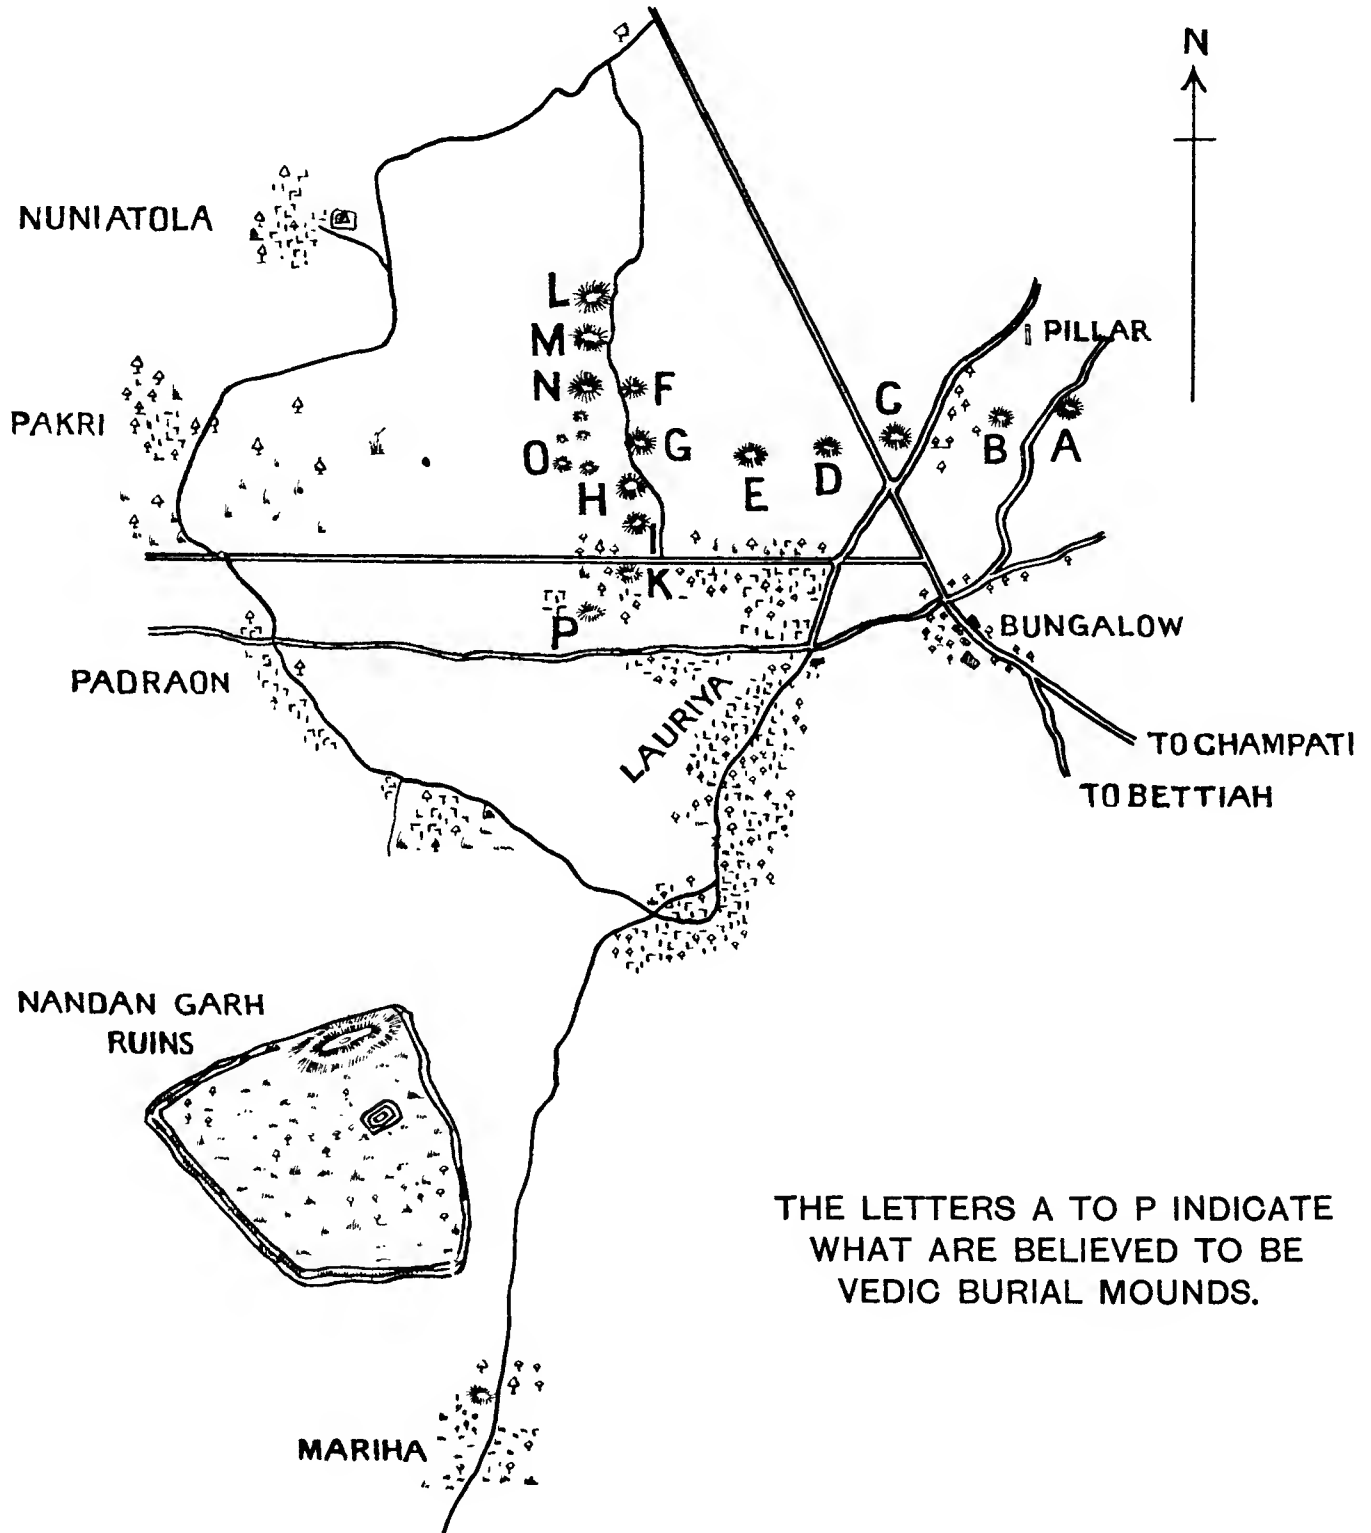 N
NUNIATOLA
L
PILLAR
M
N
F
C
PAKRI
G
B
A
O
E
D
H
I
K
P
BUNGALOW
PADRAON
LAURIYA
TO CHAMPATI
TO BETTIAH
NANDAN GARH
RUINS
THE LETTERS A TO P INDICATE
WHAT ARE BELIEVED TO BE
VEDIC BURIAL MOUNDS.
MARIHA